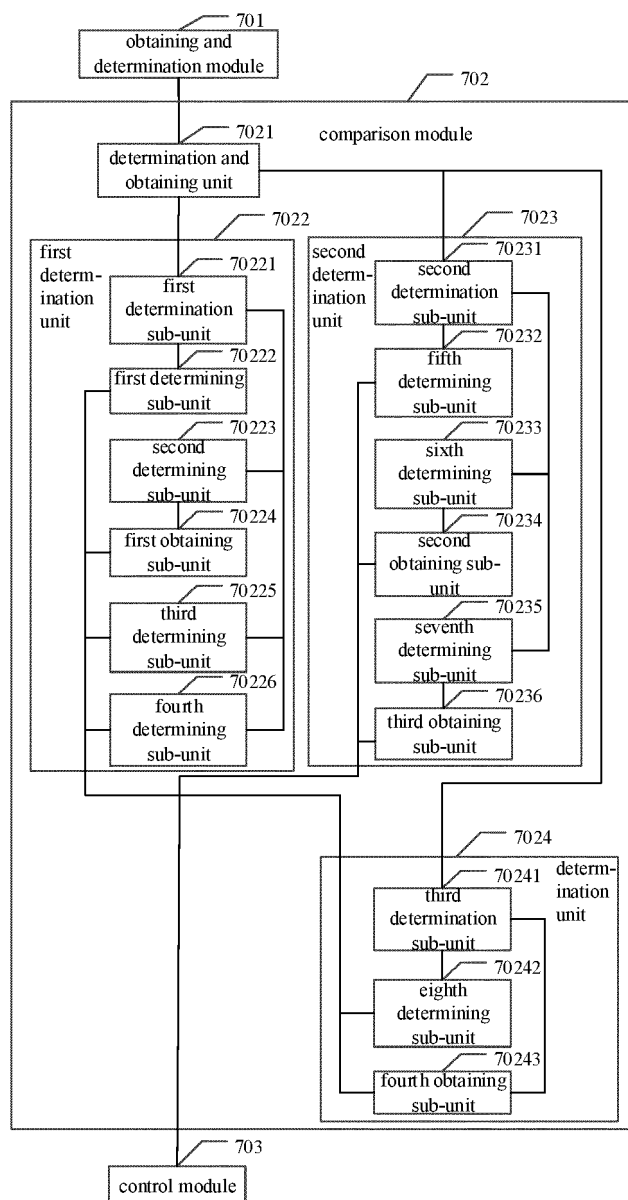 701
obtaining and
determination module
702
7021
comparison module
determination and
obtaining unit
7022
first
determ-
ination
unit
70221
first
determination
sub-unit
70222
first determining
sub-unit
70223
second
determining
sub-unit
70224
first obtaining
sub-unit
70225
third
determining
sub-unit
70226
fourth
determining
sub-unit
7023
second
determ-
ination
unit
70231
second
determination
sub-unit
70232
fifth
determining
sub-unit
70233
sixth
determining
sub-unit
70234
second
obtaining sub-
unit
70235
seventh
determining
sub-unit
70236
third obtaining
sub-unit
7024
determ-
ination
unit
70241
third
determination
sub-unit
70242
eighth
determining
sub-unit
70243
fourth obtaining
sub-unit
703
control module